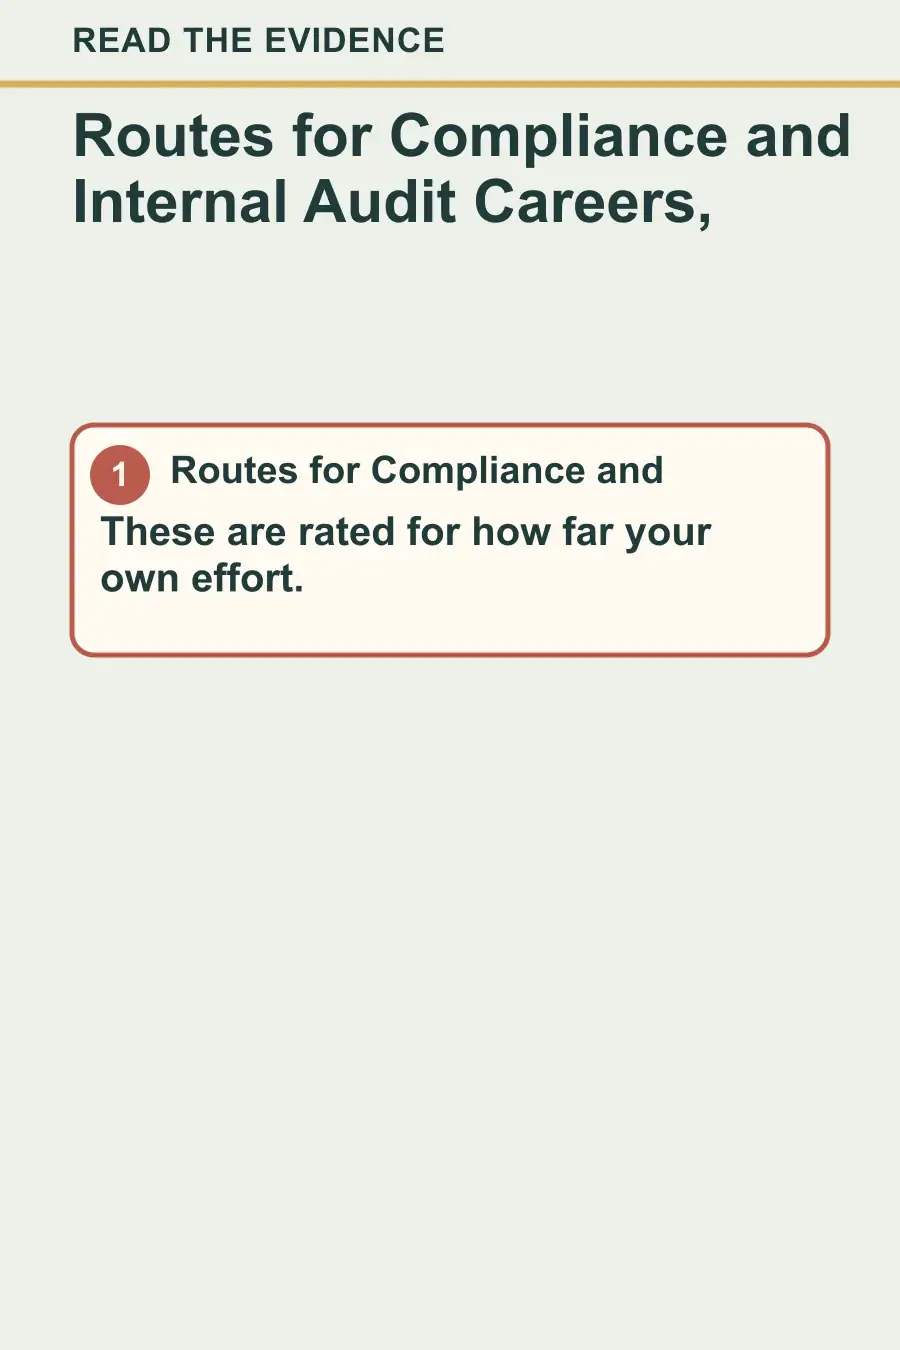 READ THE EVIDENCE
Routes for Compliance and
Internal Audit Careers,
1 Routes for Compliance and
These are rated for how far your
own effort.